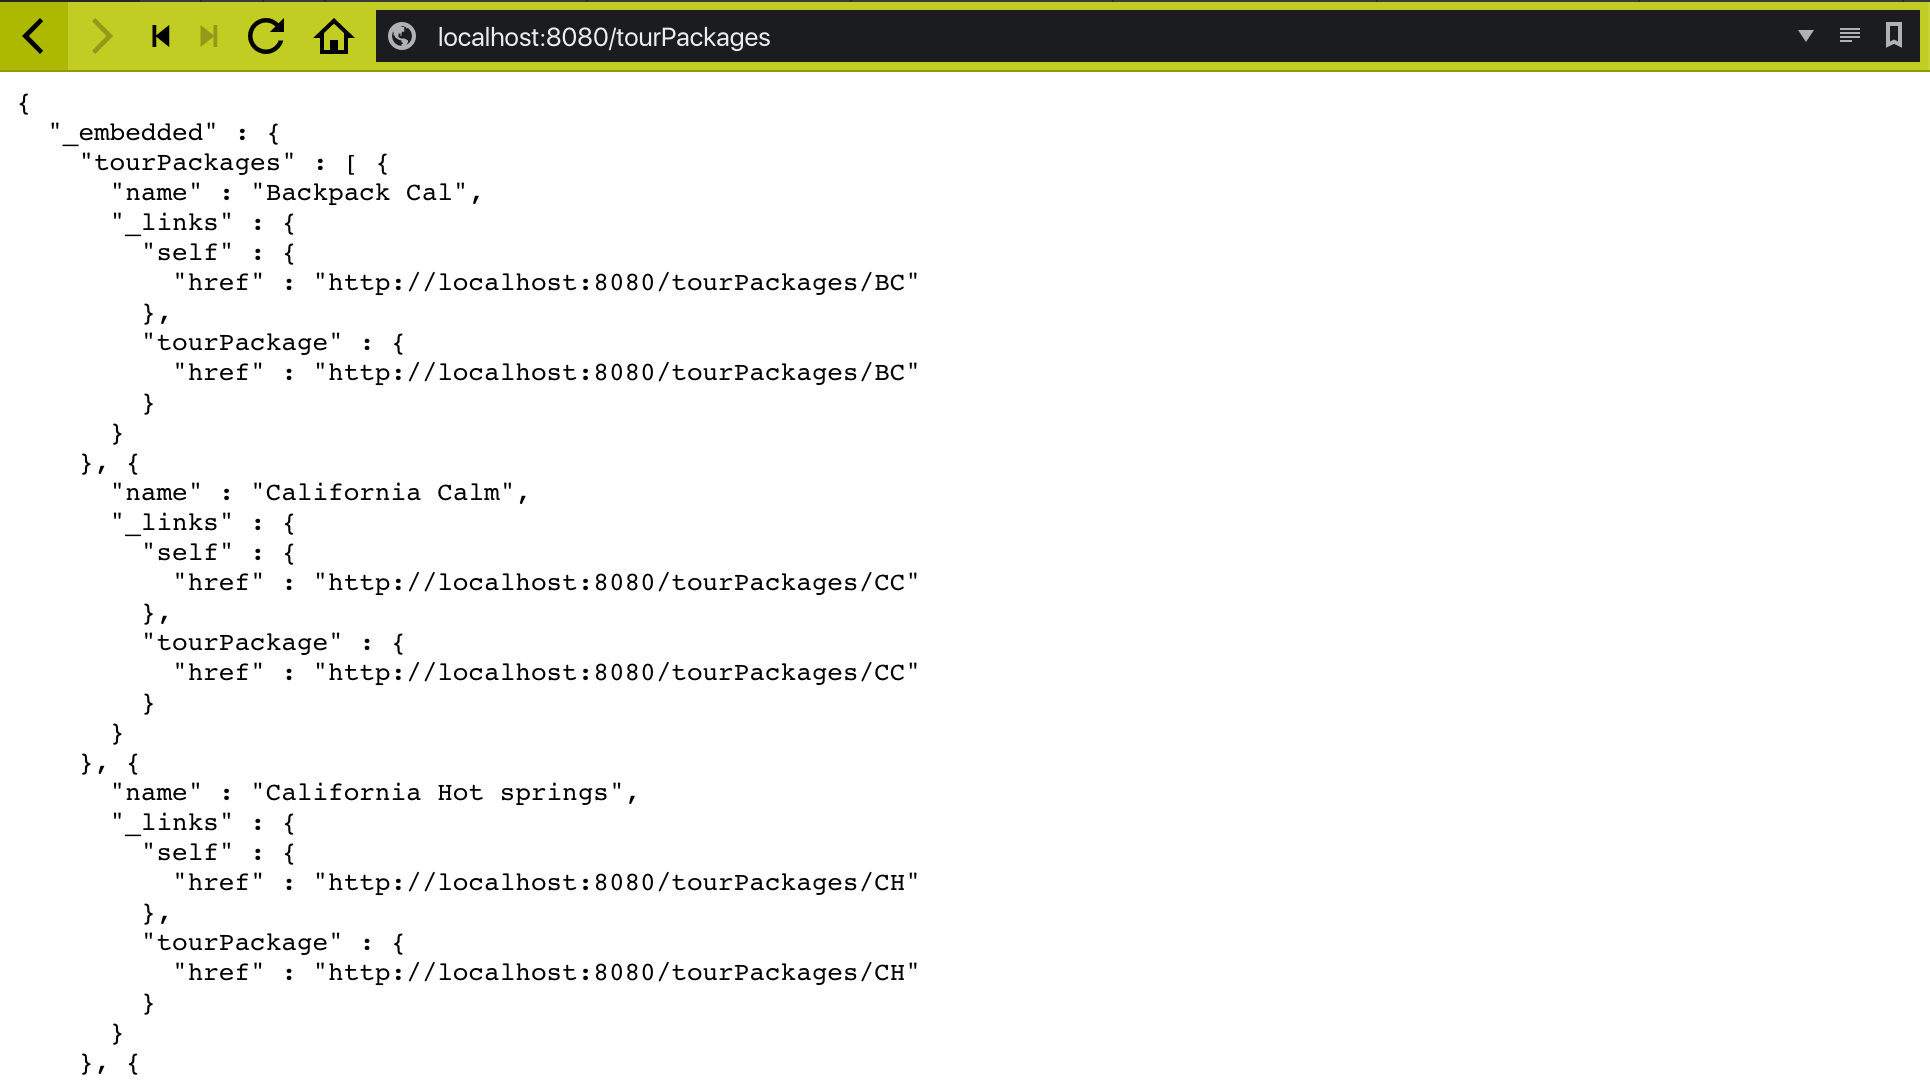 localhost:8080/tourPackages
{
  "_embedded" : {
    "tourPackages" : [ {
      "name" : "Backpack Cal",
      "_links" : {
        "self" : {
          "href" : "http://localhost:8080/tourPackages/BC"
        },
        "tourPackage" : {
          "href" : "http://localhost:8080/tourPackages/BC"
        }
      }
    }, {
      "name" : "California Calm",
      "_links" : {
        "self" : {
          "href" : "http://localhost:8080/tourPackages/CC"
        },
        "tourPackage" : {
          "href" : "http://localhost:8080/tourPackages/CC"
        }
      }
    }, {
      "name" : "California Hot springs",
      "_links" : {
        "self" : {
          "href" : "http://localhost:8080/tourPackages/CH"
        },
        "tourPackage" : {
          "href" : "http://localhost:8080/tourPackages/CH"
        }
      }
    }, {